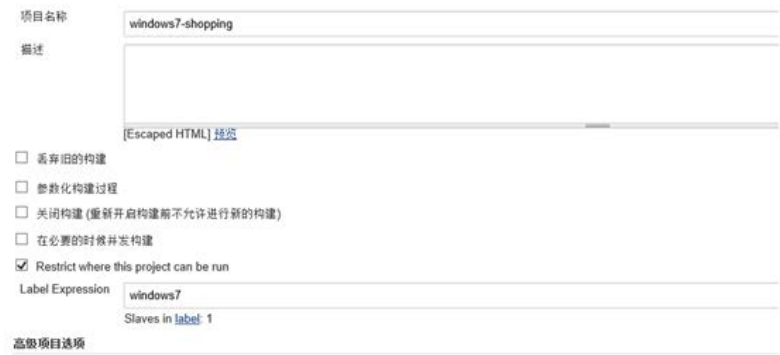 项目名称
windows7-shopping
描述
[Escaped HTML] 预览
丢弃旧的构建
参数化构建过程
关闭构建 (重新开启构建前不允许进行新的构建)
在必要的时候并发构建
Restrict where this project can be run
Label Expression
windows7
Slaves in label: 1
高级项目选项